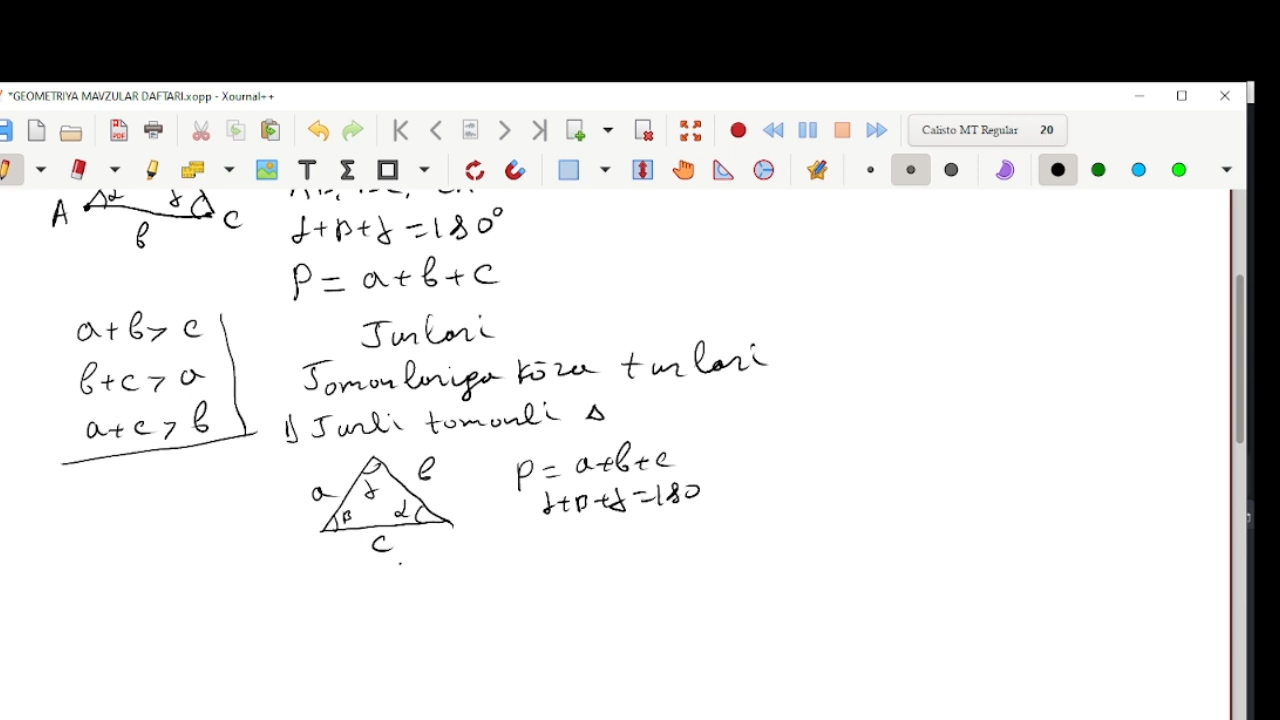 *GEOMETRIYA MAVZULAR DAFTARI.xopp - Xournal++
Calisto MT Regular 20
A α γ C
b
α+β+γ=180°
P = a+b+c
a+b>c
b+c>a
a+c>b
Turlari
Tomonlariga ko'ra turlari
1) Turli tomonli Δ
a b
γ
β α
c
P = a+b+c
α+β+γ=180